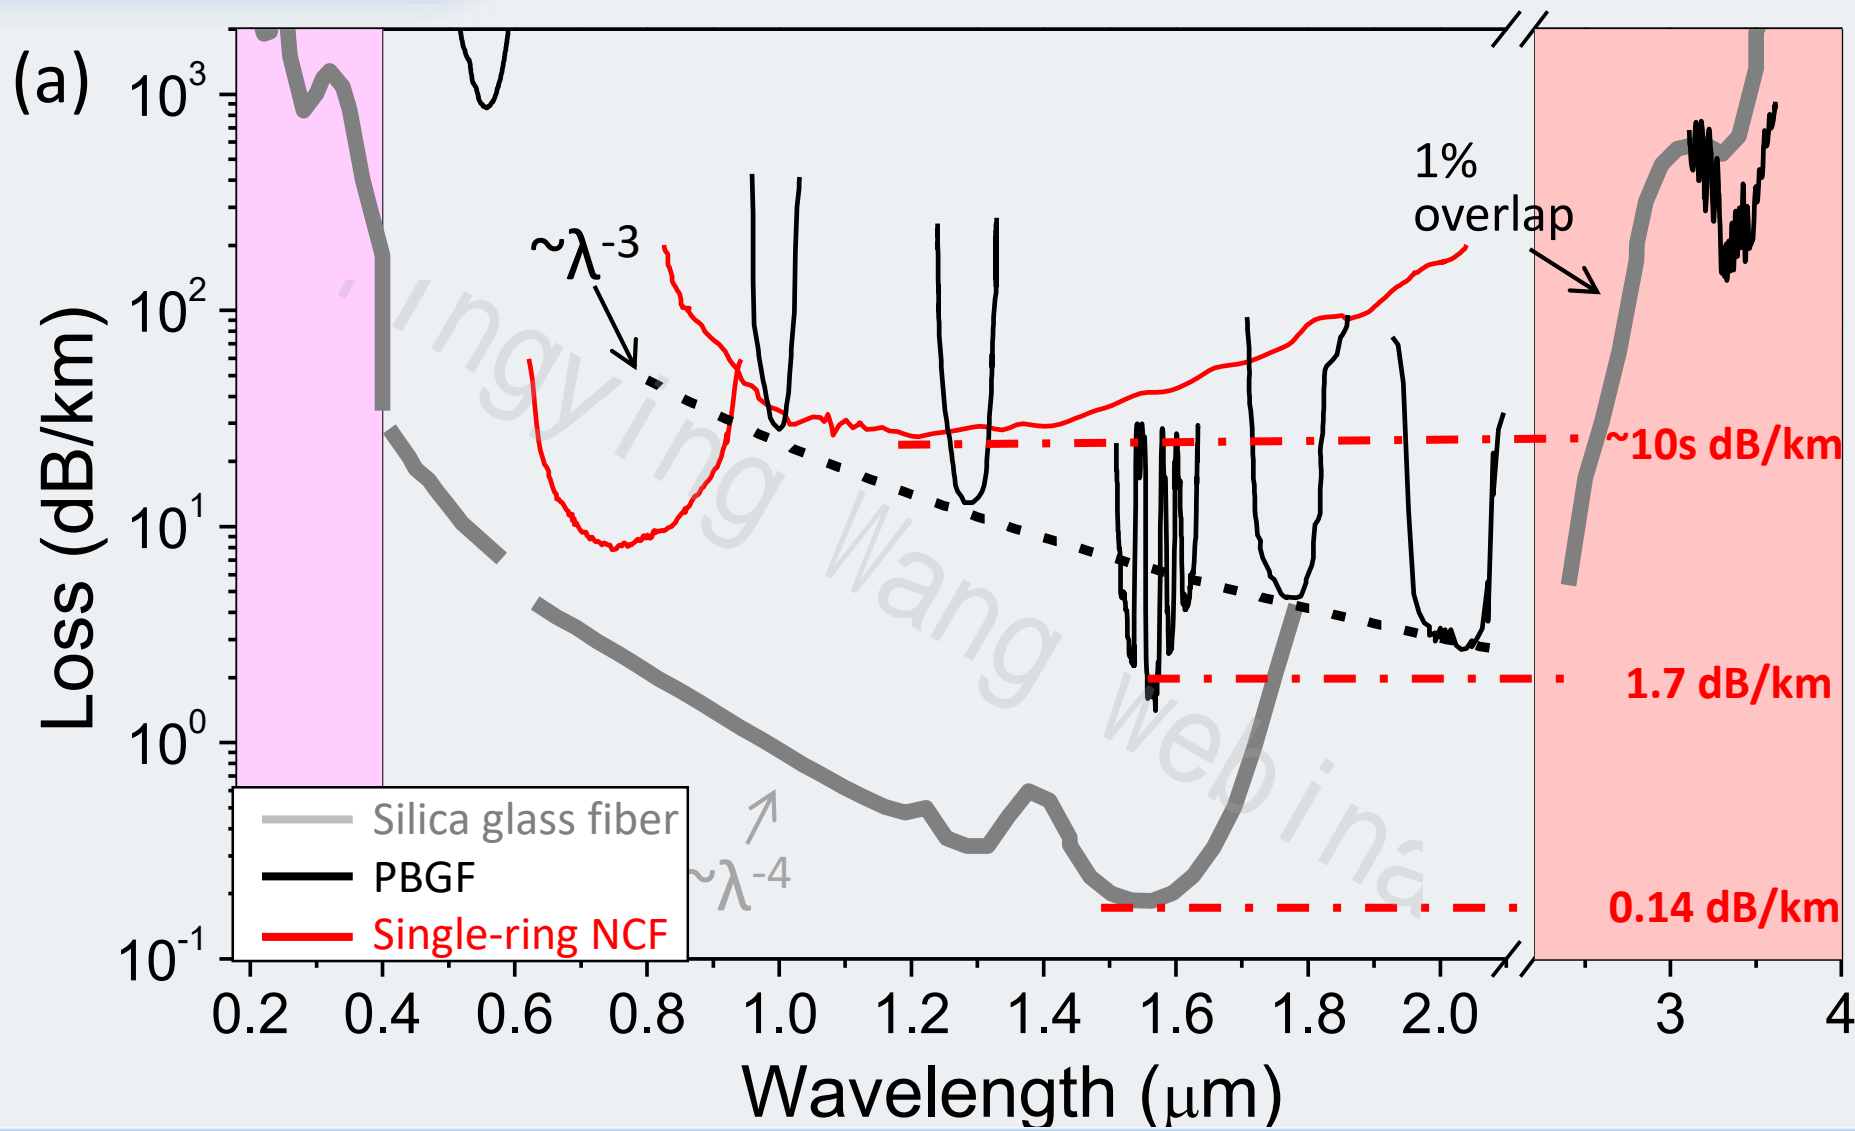 (a)
10³
10²
10¹
10⁰
10⁻¹
Loss (dB/km)
~λ⁻³
1%
overlap
~10s dB/km
1.7 dB/km
0.14 dB/km
~λ⁻⁴
Silica glass fiber
PBGF
Single-ring NCF
0.2 0.4 0.6 0.8 1.0 1.2 1.4 1.6 1.8 2.0 3 4
Wavelength (μm)
Wang